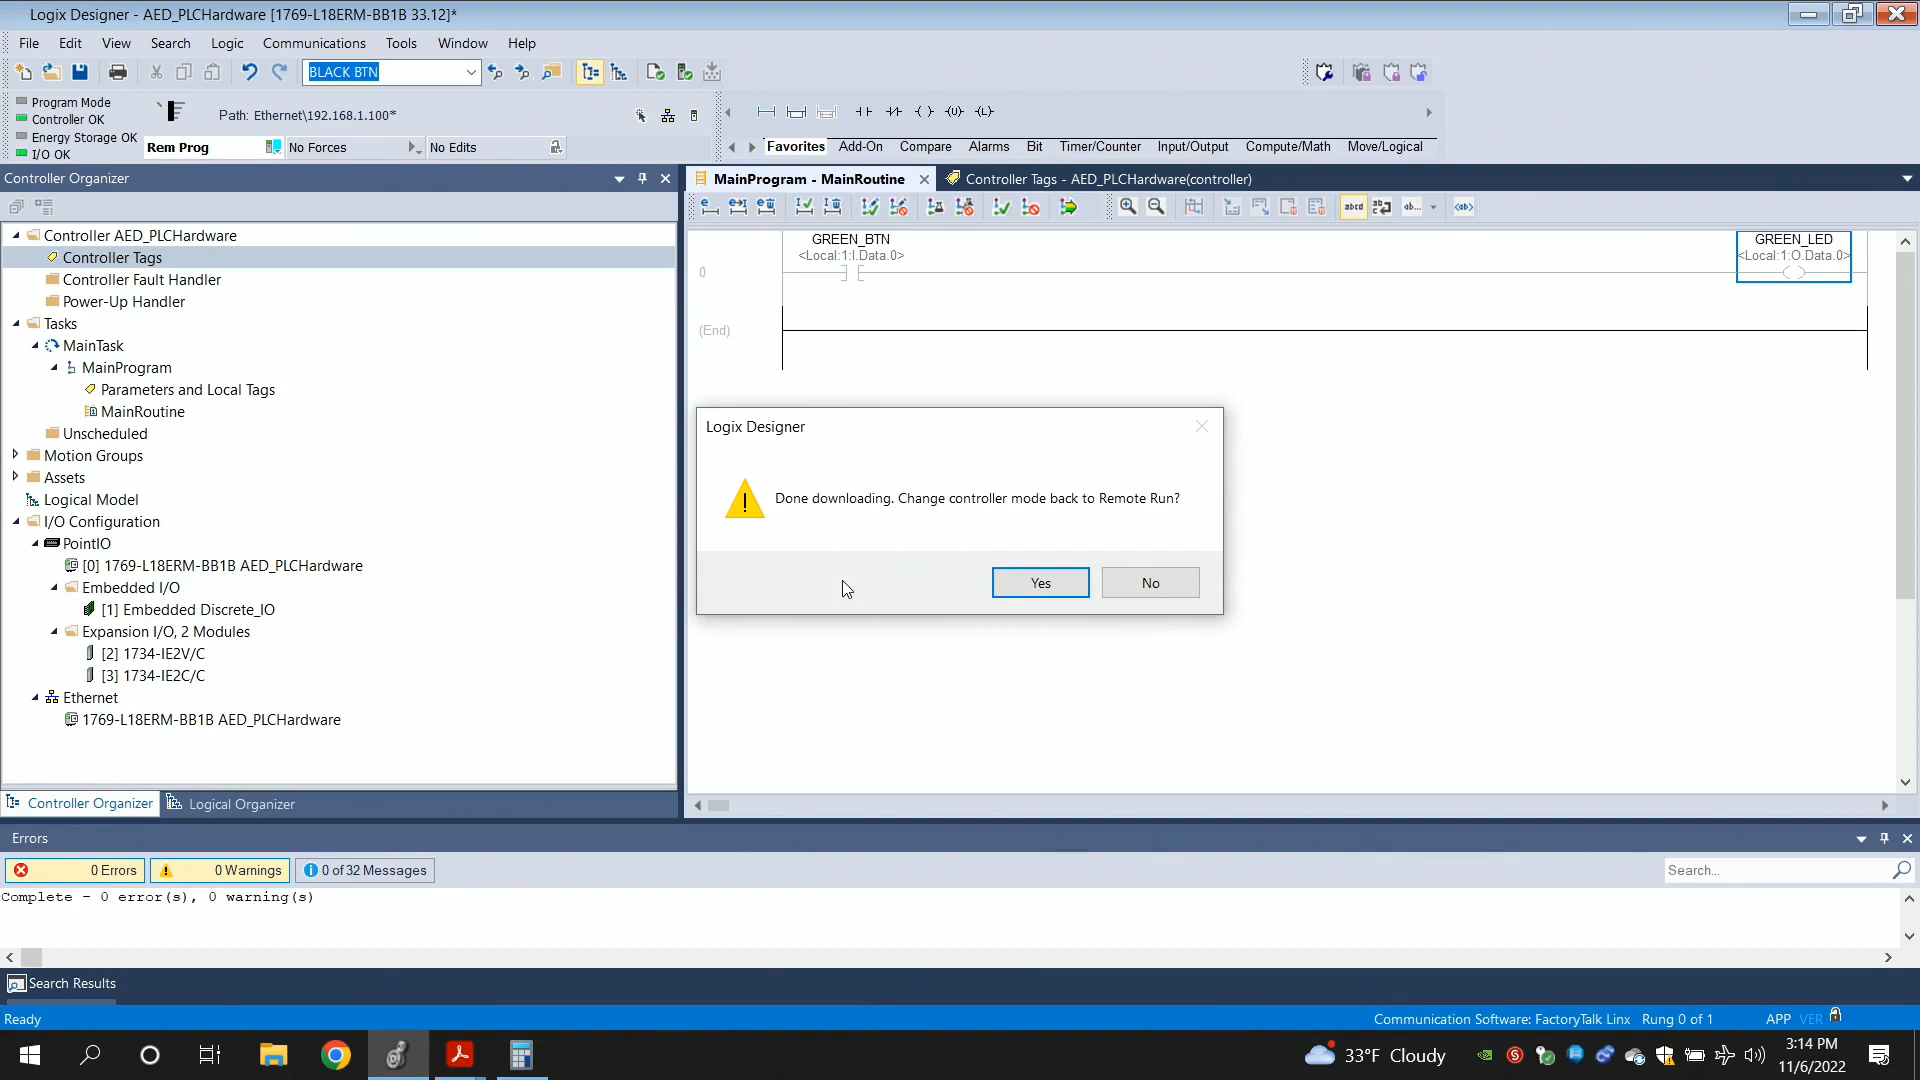 Logix Designer - AED_PLCHardware [1769-L18ERM-BB1B 33.12]*
File Edit View Search Logic Communications Tools Window Help
BLACK BTN
Program Mode
Controller OK
Energy Storage OK
I/O OK
Path: Ethernet\192.168.1.100*
Rem Prog No Forces No Edits
Favorites Add-On Compare Alarms Bit Timer/Counter Input/Output Compute/Math Move/Logical
Controller Organizer
MainProgram - MainRoutine Controller Tags - AED_PLCHardware(controller)
Controller AED_PLCHardware
Controller Tags
Controller Fault Handler
Power-Up Handler
Tasks
MainTask
MainProgram
Parameters and Local Tags
MainRoutine
Unscheduled
Motion Groups
Assets
Logical Model
I/O Configuration
PointIO
[0] 1769-L18ERM-BB1B AED_PLCHardware
Embedded I/O
[1] Embedded Discrete_IO
Expansion I/O, 2 Modules
[2] 1734-IE2V/C
[3] 1734-IE2C/C
Ethernet
1769-L18ERM-BB1B AED_PLCHardware
Controller Organizer Logical Organizer
abcd ab...
GREEN_BTN
<Local:1:I.Data.0>
GREEN_LED
<Local:1:O.Data.0>
0
(End)
Logix Designer
Done downloading. Change controller mode back to Remote Run?
Yes No
Errors
0 Errors 0 Warnings 0 of 32 Messages Search...
Complete - 0 error(s), 0 warning(s)
Search Results
Ready Communication Software: FactoryTalk Linx Rung 0 of 1 APP VER
33°F Cloudy
3:14 PM
11/6/2022